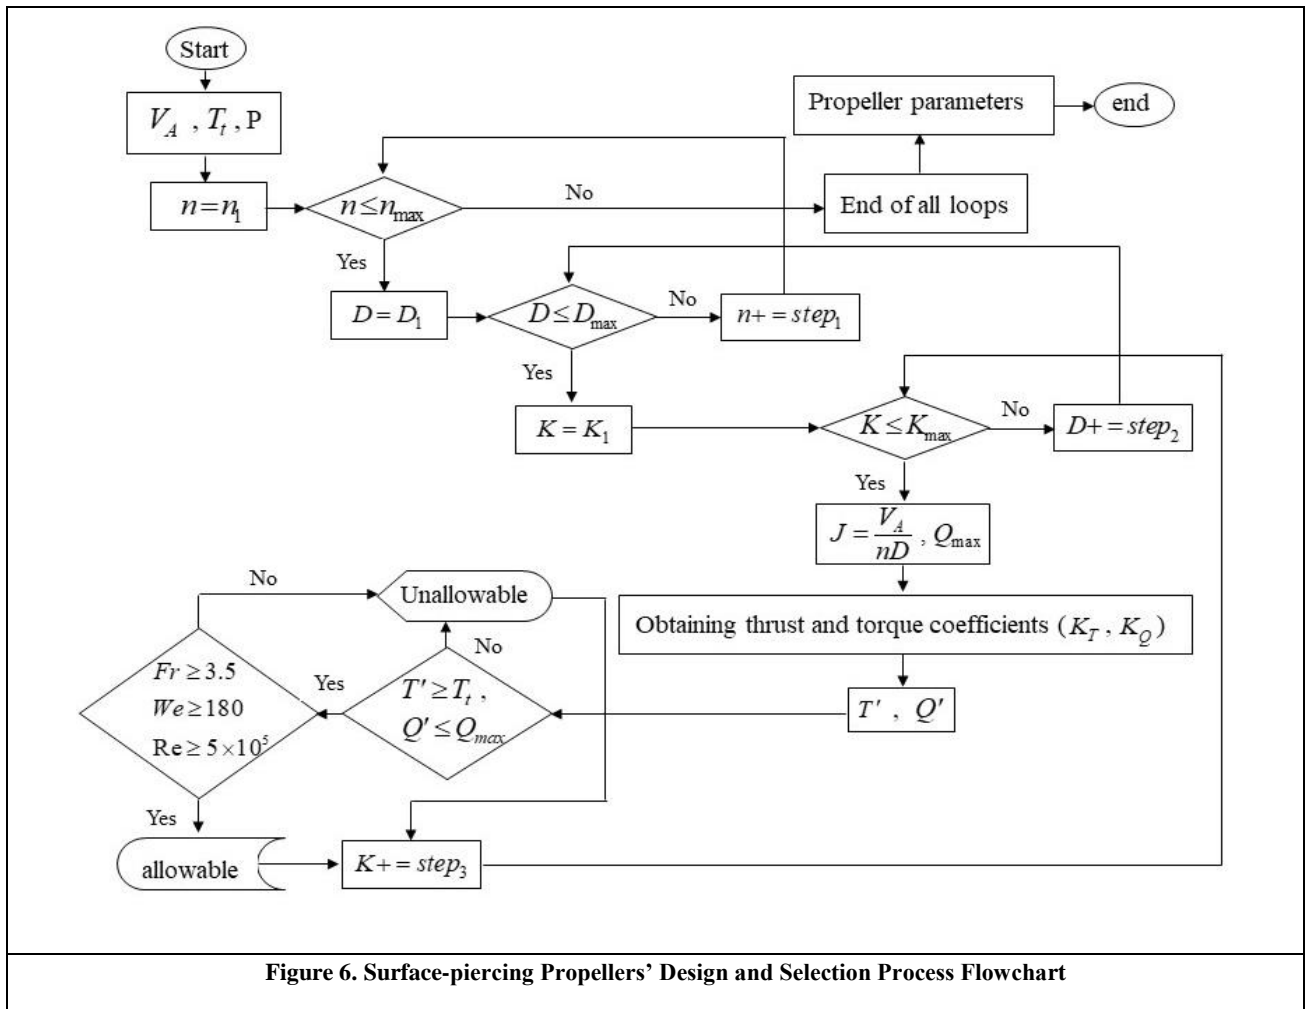 Start
V_A , T_t , P
n = n_1
n ≤ n_max
No
End of all loops
Propeller parameters
end
Yes
D = D_1
D ≤ D_max
No
n+ = step_1
Yes
K = K_1
K ≤ K_max
No
D+ = step_2
Yes
J = V_A / nD , Q_max
Obtaining thrust and torque coefficients (K_T , K_Q)
T′ , Q′
T′ ≥ T_t ,
Q′ ≤ Q_max
No
Unallowable
Yes
Fr ≥ 3.5
We ≥ 180
Re ≥ 5×10^5
No
Yes
allowable
K+ = step_3
Figure 6. Surface-piercing Propellers’ Design and Selection Process Flowchart